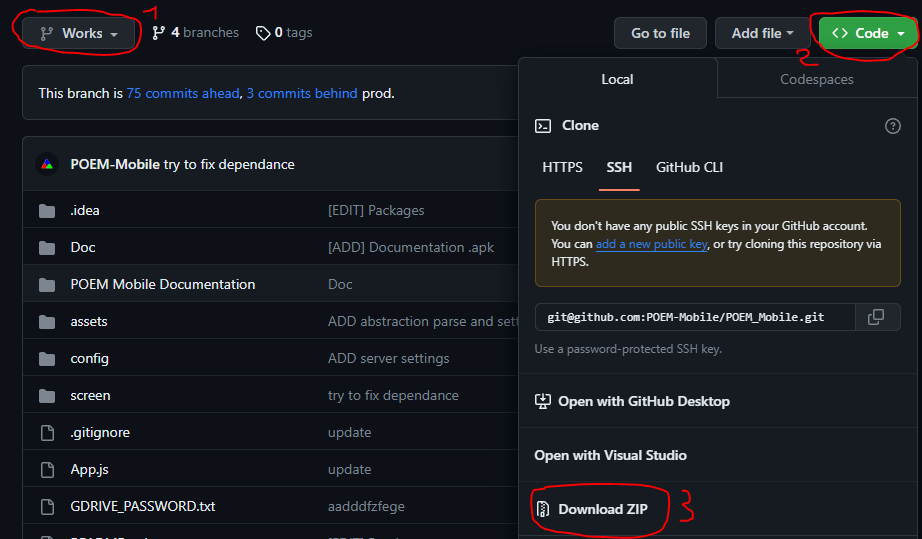 1
Works
4 branches
0 tags
Go to file
Add file
2
Code
This branch is 75 commits ahead, 3 commits behind prod.
POEM-Mobile try to fix dependance
.idea [EDIT] Packages
Doc [ADD] Documentation .apk
POEM Mobile Documentation Doc
assets ADD abstraction parse and sett
config ADD server settings
screen try to fix dependance
.gitignore update
App.js update
GDRIVE_PASSWORD.txt aadddfzfege
Local
Codespaces
Clone
HTTPS SSH GitHub CLI
You don't have any public SSH keys in your GitHub account.
You can add a new public key, or try cloning this repository via
HTTPS.
git@github.com:POEM-Mobile/POEM_Mobile.git
Use a password-protected SSH key.
Open with GitHub Desktop
Open with Visual Studio
Download ZIP
3